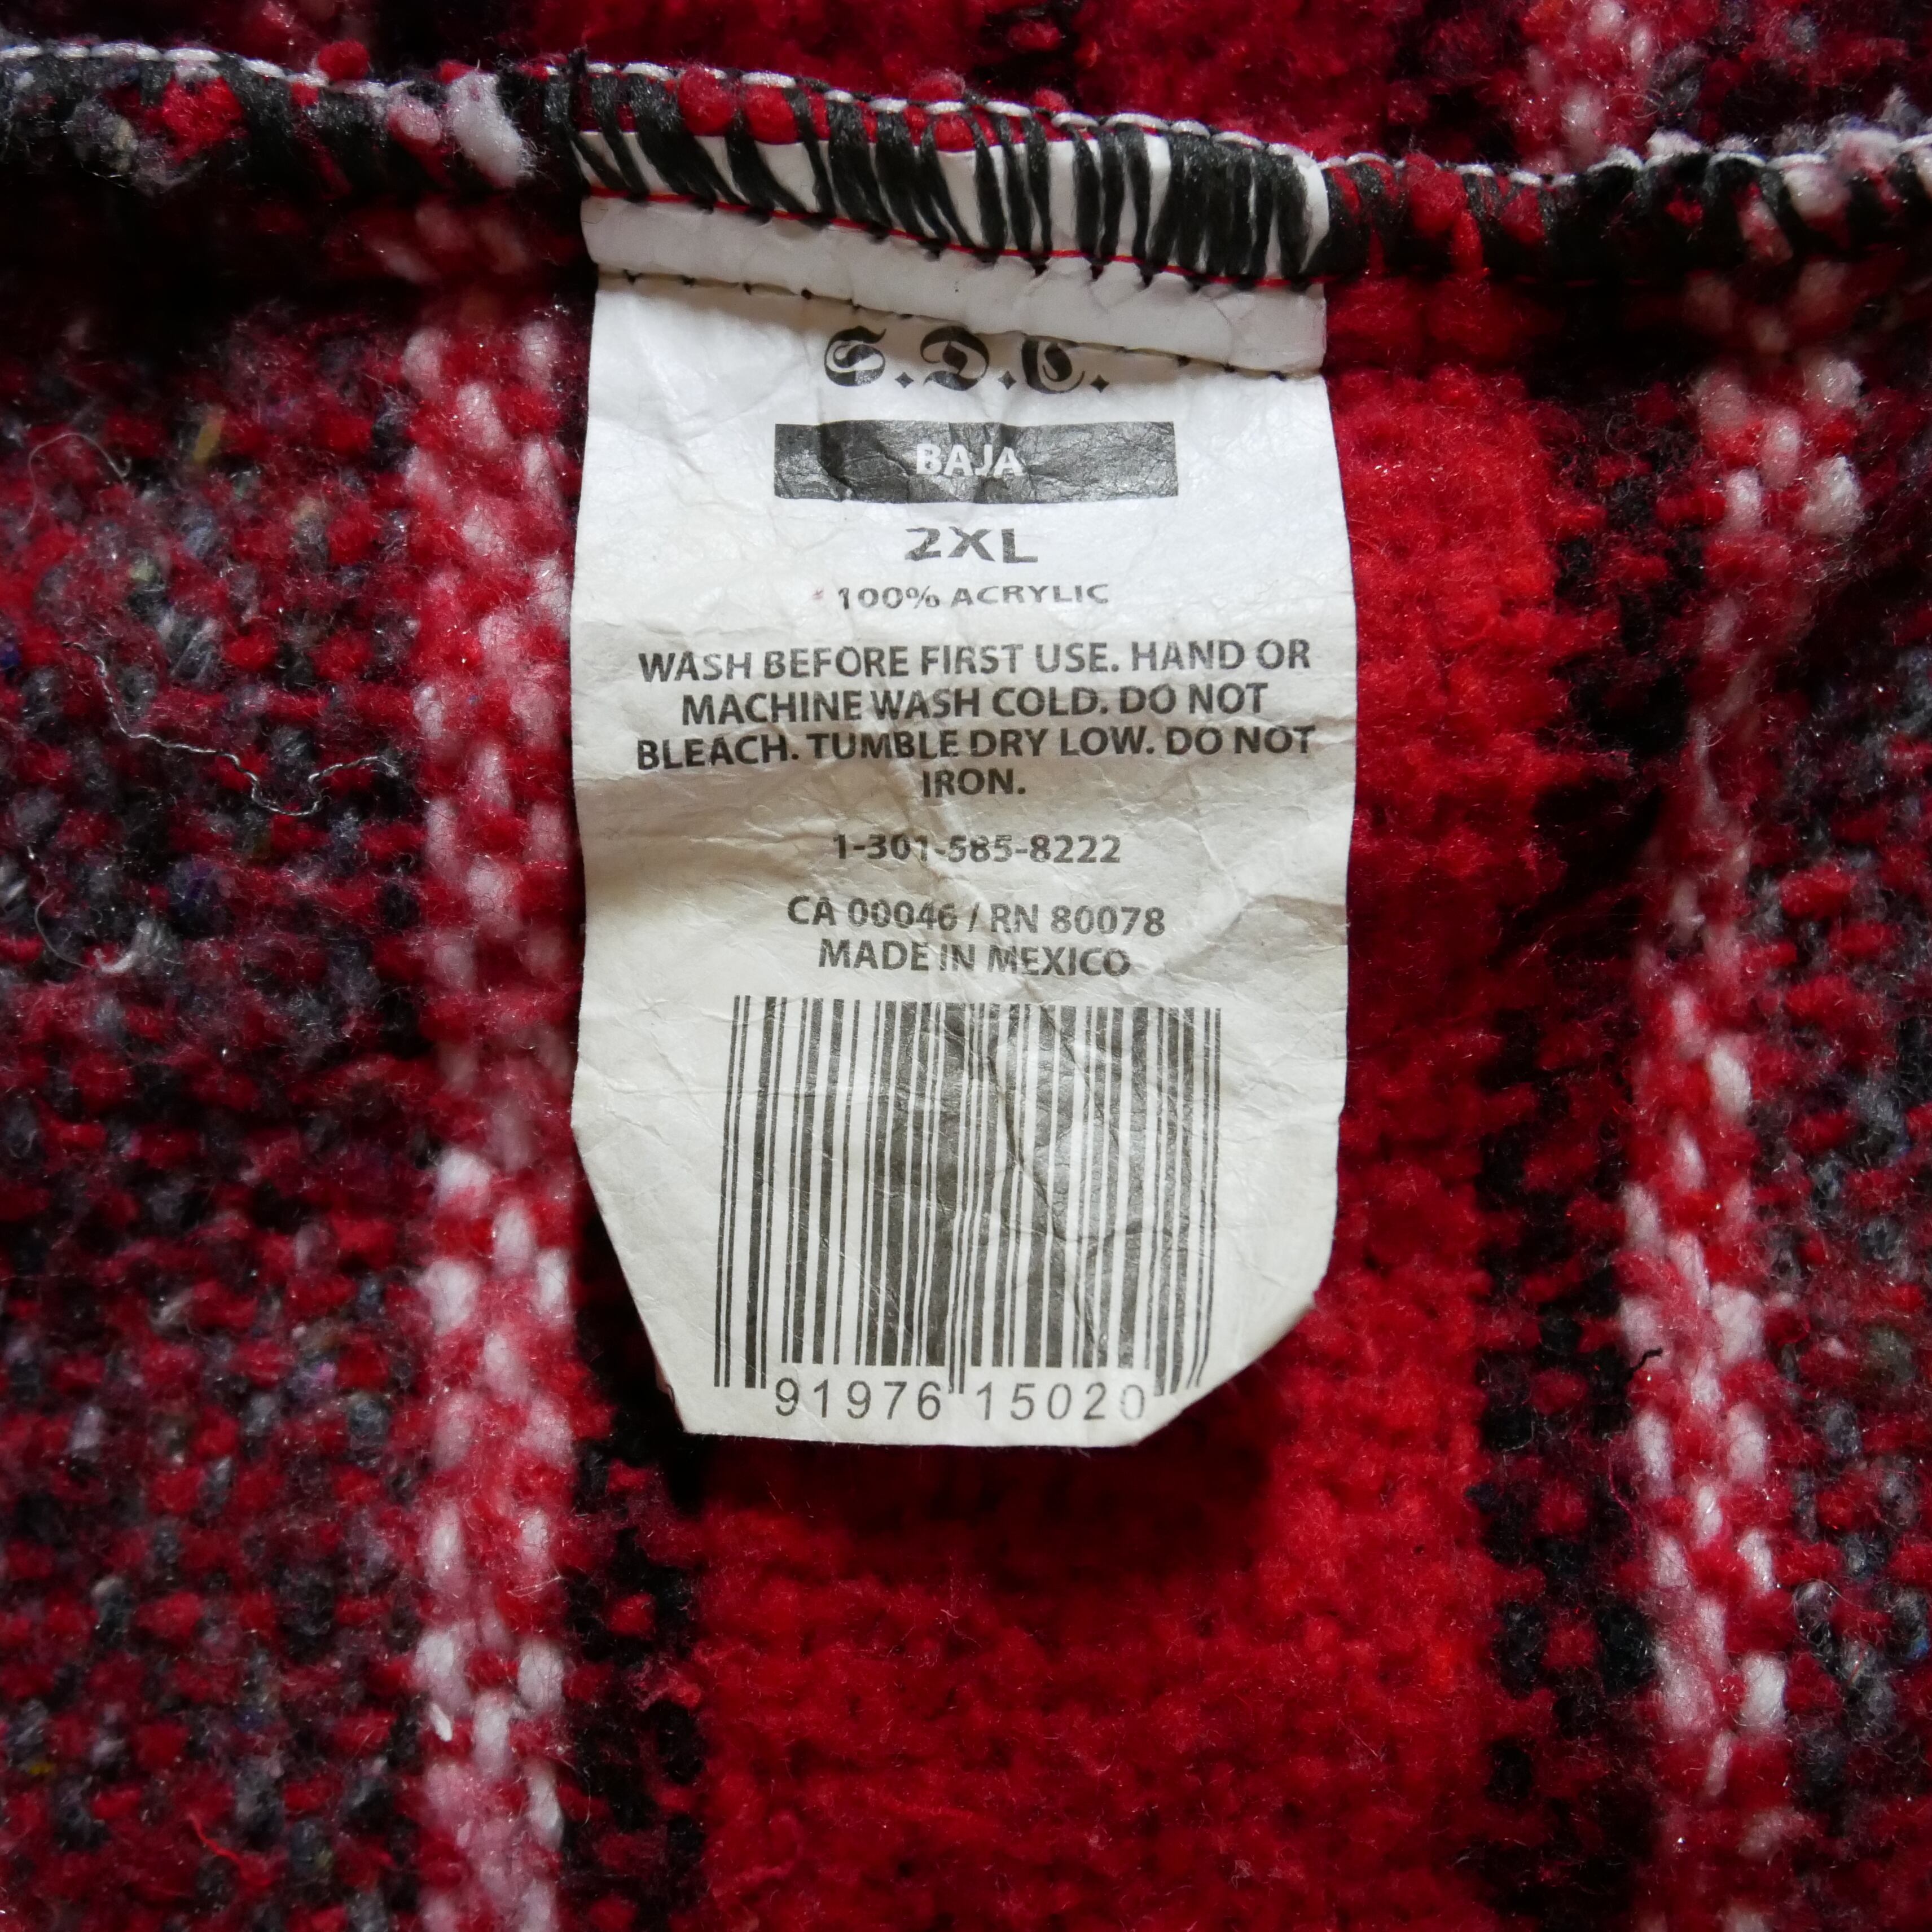 S.D.C.
BAJA
2XL
100% ACRYLIC
WASH BEFORE FIRST USE. HAND OR
MACHINE WASH COLD. DO NOT
BLEACH. TUMBLE DRY LOW. DO NOT
IRON.
1-301-585-8222
CA 00046 / RN 80078
MADE IN MEXICO
91976 15020